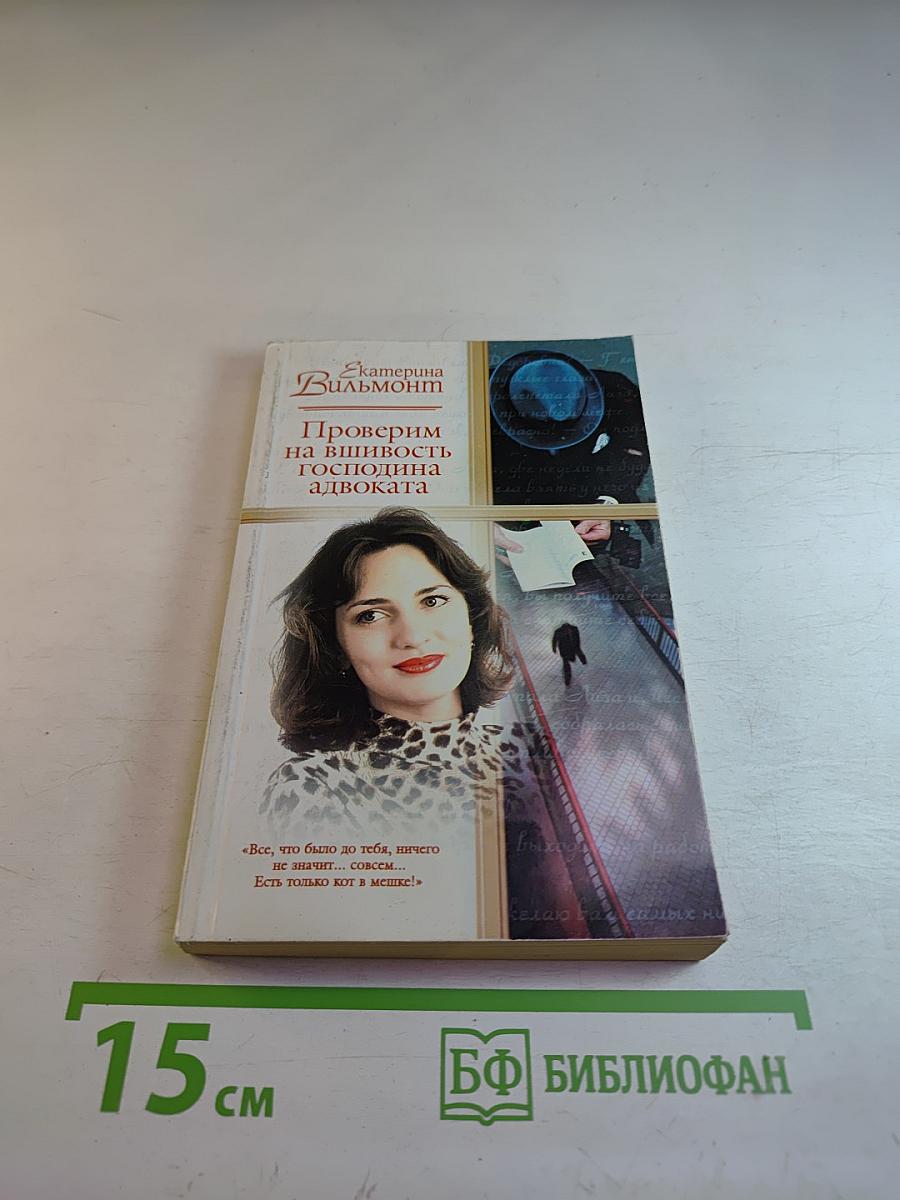 Екатерина
Вильмонт
Проверим
на вшивость
господина
адвоката
«Все, что было до тебя, ничего
не значит... совсем...
Есть только кот в мешке!»
15 см
БФ БИБЛИОФАН